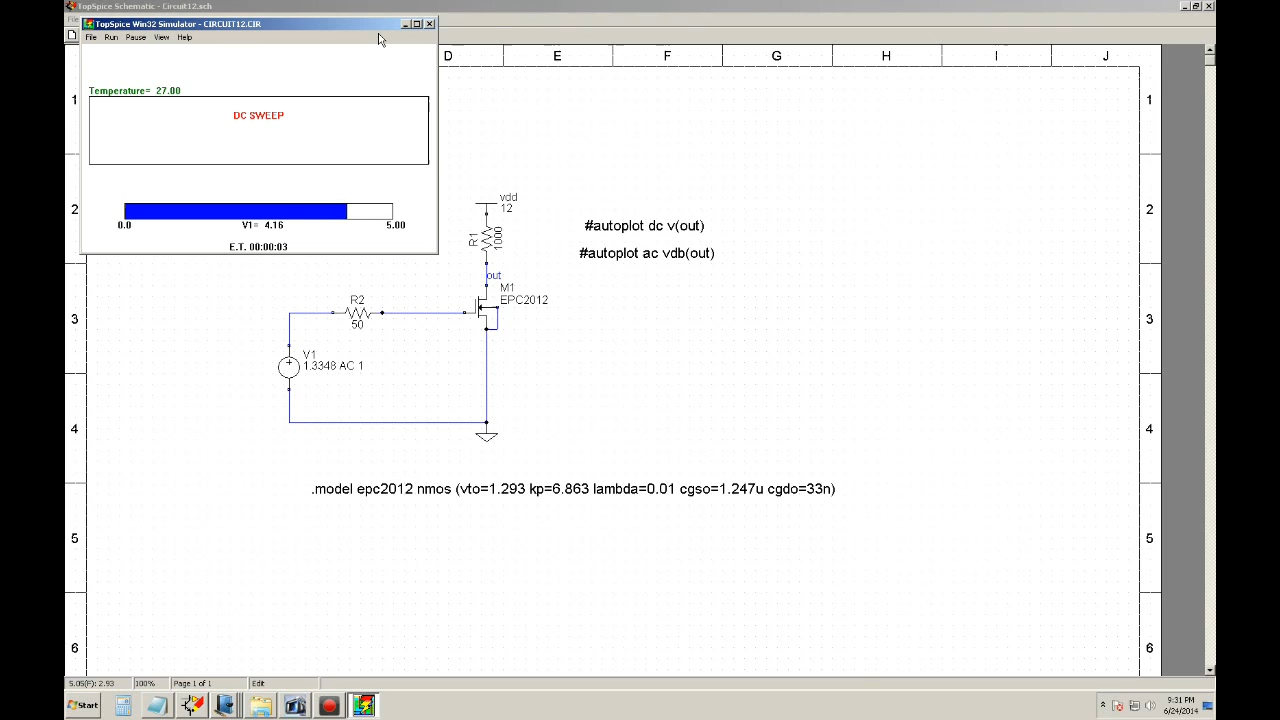 TopSpice Schematic - Circuit12.sch
TopSpice Win32 Simulator - CIRCUIT12.CIR
File Run Pause View Help
D E F G H I J
Temperature= 27.00
DC SWEEP
0.0 V1= 4.16 5.00
E.T. 00:00:03
1 1
2 2
3 3
4 4
5 5
6 6
vdd
12
R1
1000
out
M1
EPC2012
R2
50
V1
1.3348 AC 1
#autoplot dc v(out)
#autoplot ac vdb(out)
.model epc2012 nmos (vto=1.293 kp=6.863 lambda=0.01 cgso=1.247u cgdo=33n)
5.05(F): 2.93 100% Page 1 of 1 Edit
Start
9:31 PM
6/24/2014